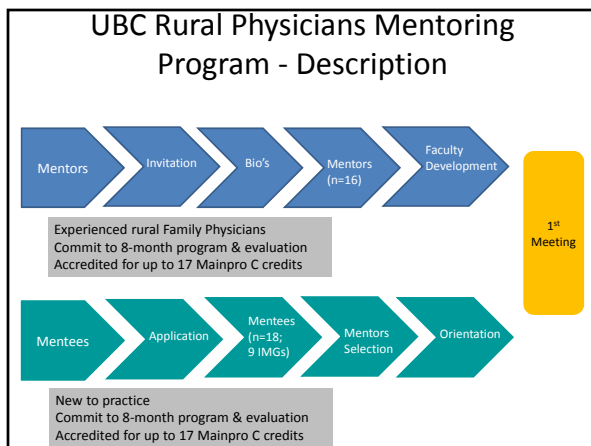 UBC Rural Physicians Mentoring
Program - Description
Mentors
Invitation
Bio's
Mentors
(n=16)
Faculty
Development
Experienced rural Family Physicians
Commit to 8-month program & evaluation
Accredited for up to 17 Mainpro C credits
1st
Meeting
Mentees
Application
Mentees
(n=18;
9 IMGs)
Mentors
Selection
Orientation
New to practice
Commit to 8-month program & evaluation
Accredited for up to 17 Mainpro C credits